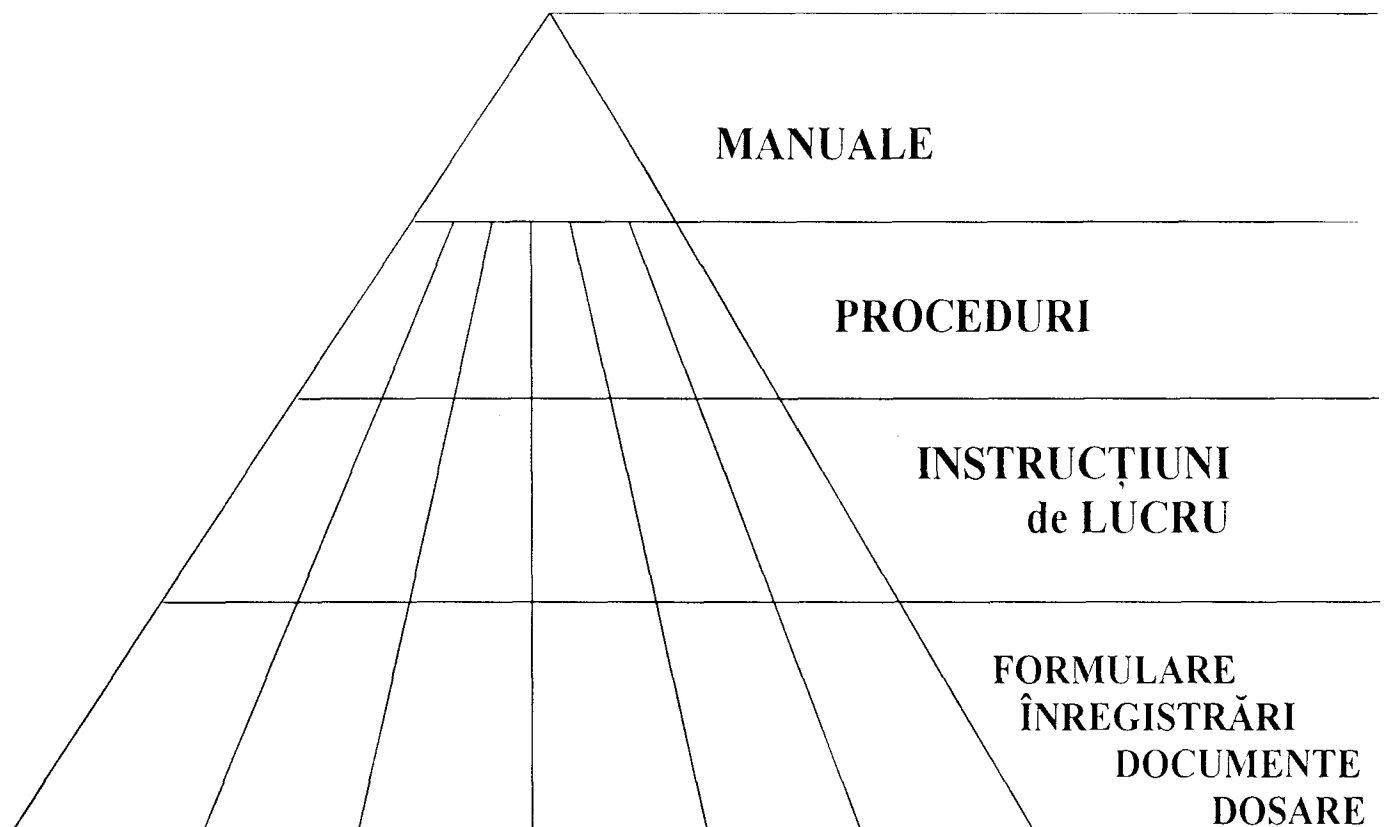 MANUALE
PROCEDURI
INSTRUCȚIUNI
de LUCRU
FORMULARE
ÎNREGISTRĂRI
DOCUMENTE
DOSARE